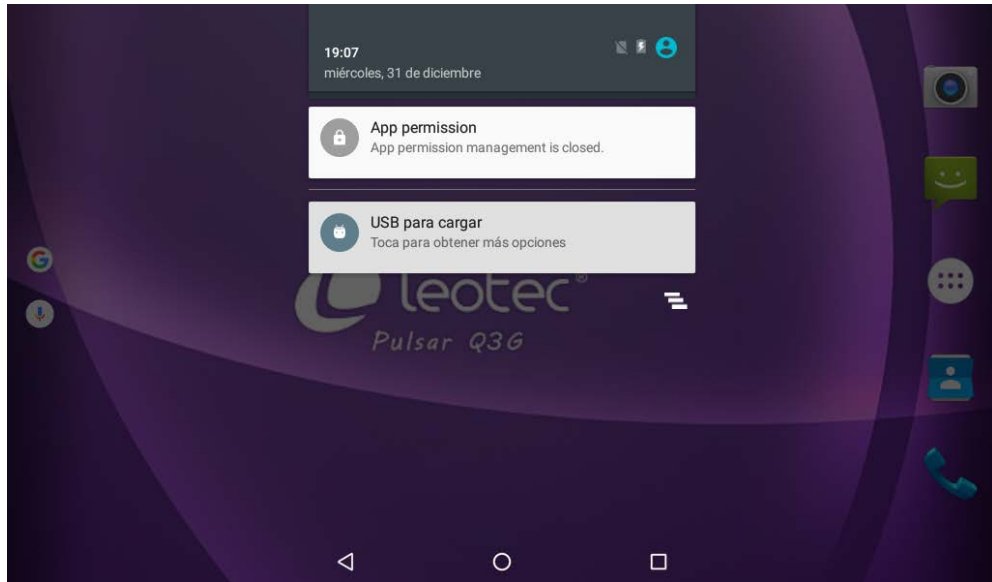 19:07
miércoles, 31 de diciembre
App permission
App permission management is closed.
USB para cargar
Toca para obtener más opciones
leotec®
Pulsar Q3G